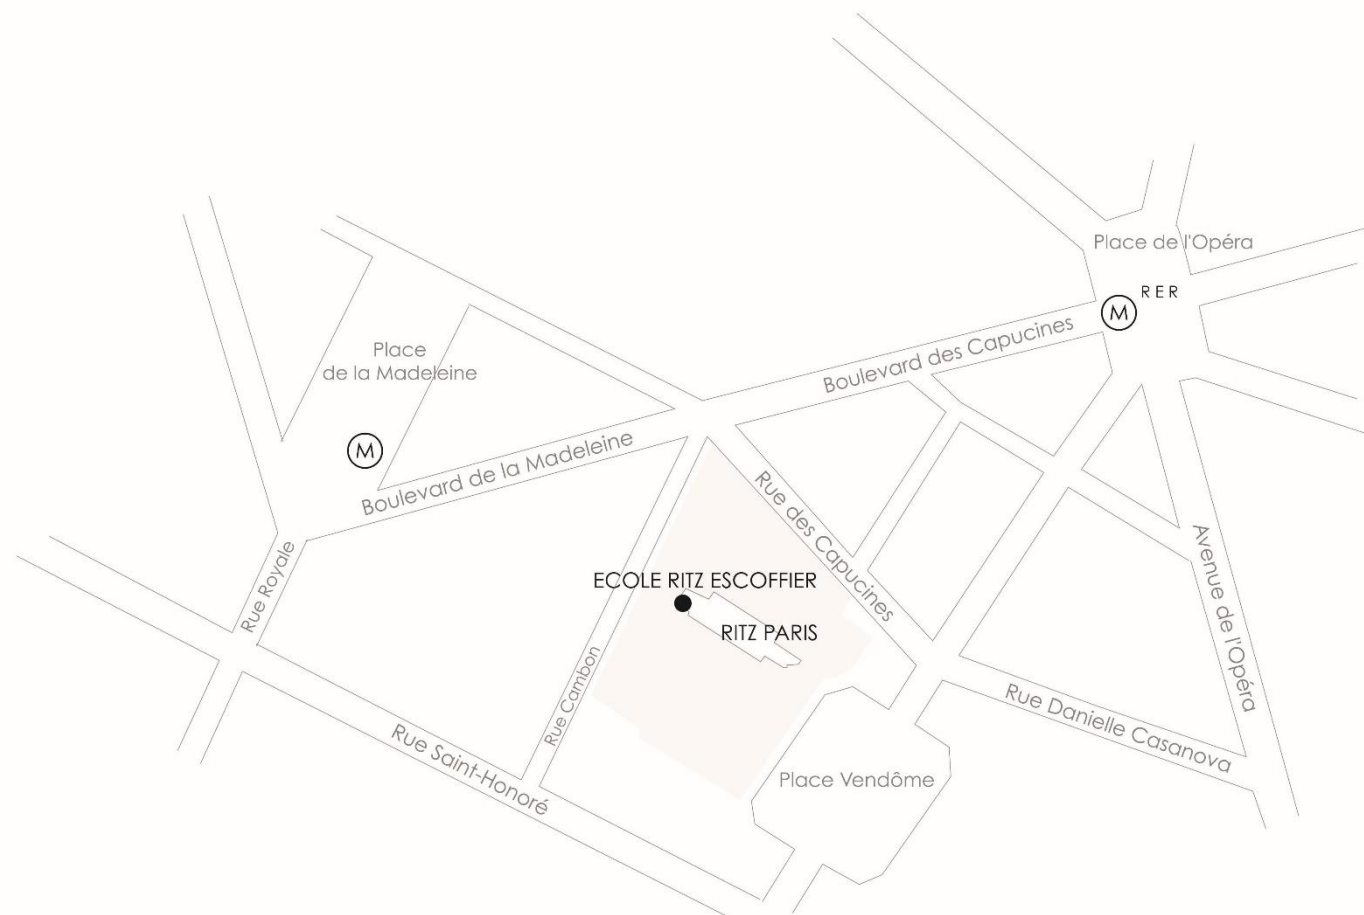 Place de l'Opéra
RER
M
Boulevard des Capucines
Place
de la Madeleine
M
Boulevard de la Madeleine
Rue des Capucines
Rue Royale
ECOLE RITZ ESCOFFIER
RITZ PARIS
Avenue de l'Opéra
Rue Cambon
Rue Danielle Casanova
Rue Saint-Honoré
Place Vendôme